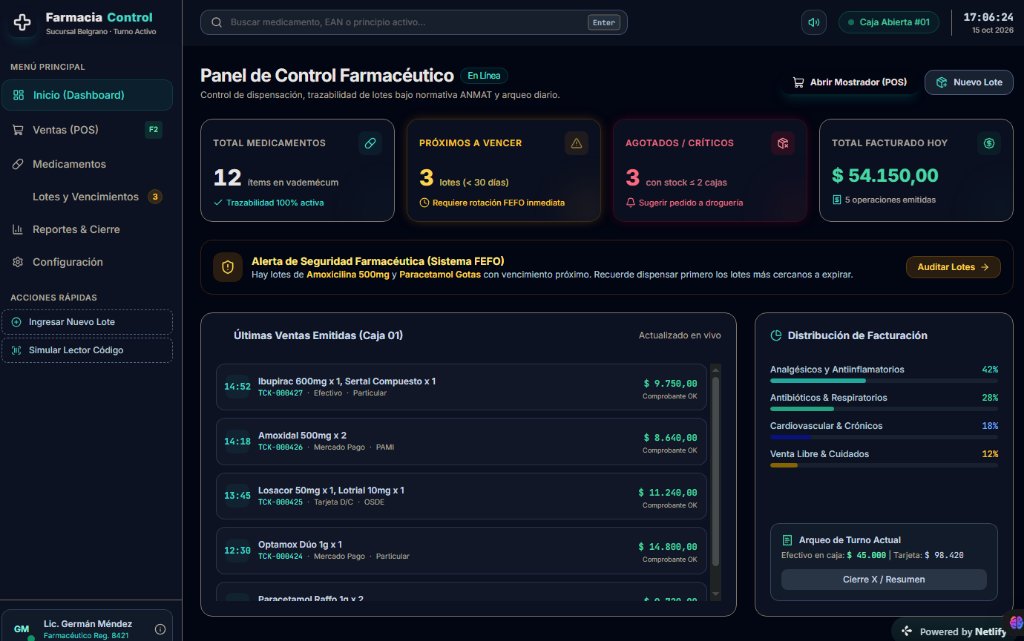 Farmacia Control
Sucursal Belgrano · Turno Activo
Buscar medicamento, EAN o principio activo...
Enter
Caja Abierta #01
17:06:24
15 oct 2026
MENÚ PRINCIPAL
Inicio (Dashboard)
Ventas (POS)
F2
Medicamentos
Lotes y Vencimientos
3
Reportes & Cierre
Configuración
ACCIONES RÁPIDAS
Ingresar Nuevo Lote
Simular Lector Código
GM
Lic. Germán Méndez
Farmacéutico Reg. 8421
Panel de Control Farmacéutico
En Línea
Control de dispensación, trazabilidad de lotes bajo normativa ANMAT y arqueo diario.
Abrir Mostrador (POS)
Nuevo Lote
TOTAL MEDICAMENTOS
12 ítems en vademécum
Trazabilidad 100% activa
PRÓXIMOS A VENCER
3 lotes (< 30 días)
Requiere rotación FEFO inmediata
AGOTADOS / CRÍTICOS
3 con stock ≤ 2 cajas
Sugerir pedido a droguería
TOTAL FACTURADO HOY
$ 54.150,00
5 operaciones emitidas
Alerta de Seguridad Farmacéutica (Sistema FEFO)
Hay lotes de Amoxicilina 500mg y Paracetamol Gotas con vencimiento próximo. Recuerde dispensar primero los lotes más cercanos a expirar.
Auditar Lotes →
Últimas Ventas Emitidas (Caja 01)
Actualizado en vivo
14:52
Ibupirac 600mg x 1, Sertal Compuesto x 1
TCK-000427 · Efectivo · Particular
$ 9.750,00
Comprobante OK
14:18
Amoxidal 500mg x 2
TCK-000426 · Mercado Pago · PAMI
$ 8.640,00
Comprobante OK
13:45
Losacor 50mg x 1, Lotrial 10mg x 1
TCK-000425 · Tarjeta D/C · OSDE
$ 11.240,00
Comprobante OK
12:30
Optamox Dúo 1g x 1
TCK-000424 · Mercado Pago · Particular
$ 14.800,00
Comprobante OK
Paracetamol Raffo 1g x 2
Distribución de Facturación
Analgésicos y Antiinflamatorios
42%
Antibióticos & Respiratorios
28%
Cardiovascular & Crónicos
18%
Venta Libre & Cuidados
12%
Arqueo de Turno Actual
Efectivo en caja: $ 45.000 | Tarjeta: $ 98.420
Cierre X / Resumen
Powered by Netlify